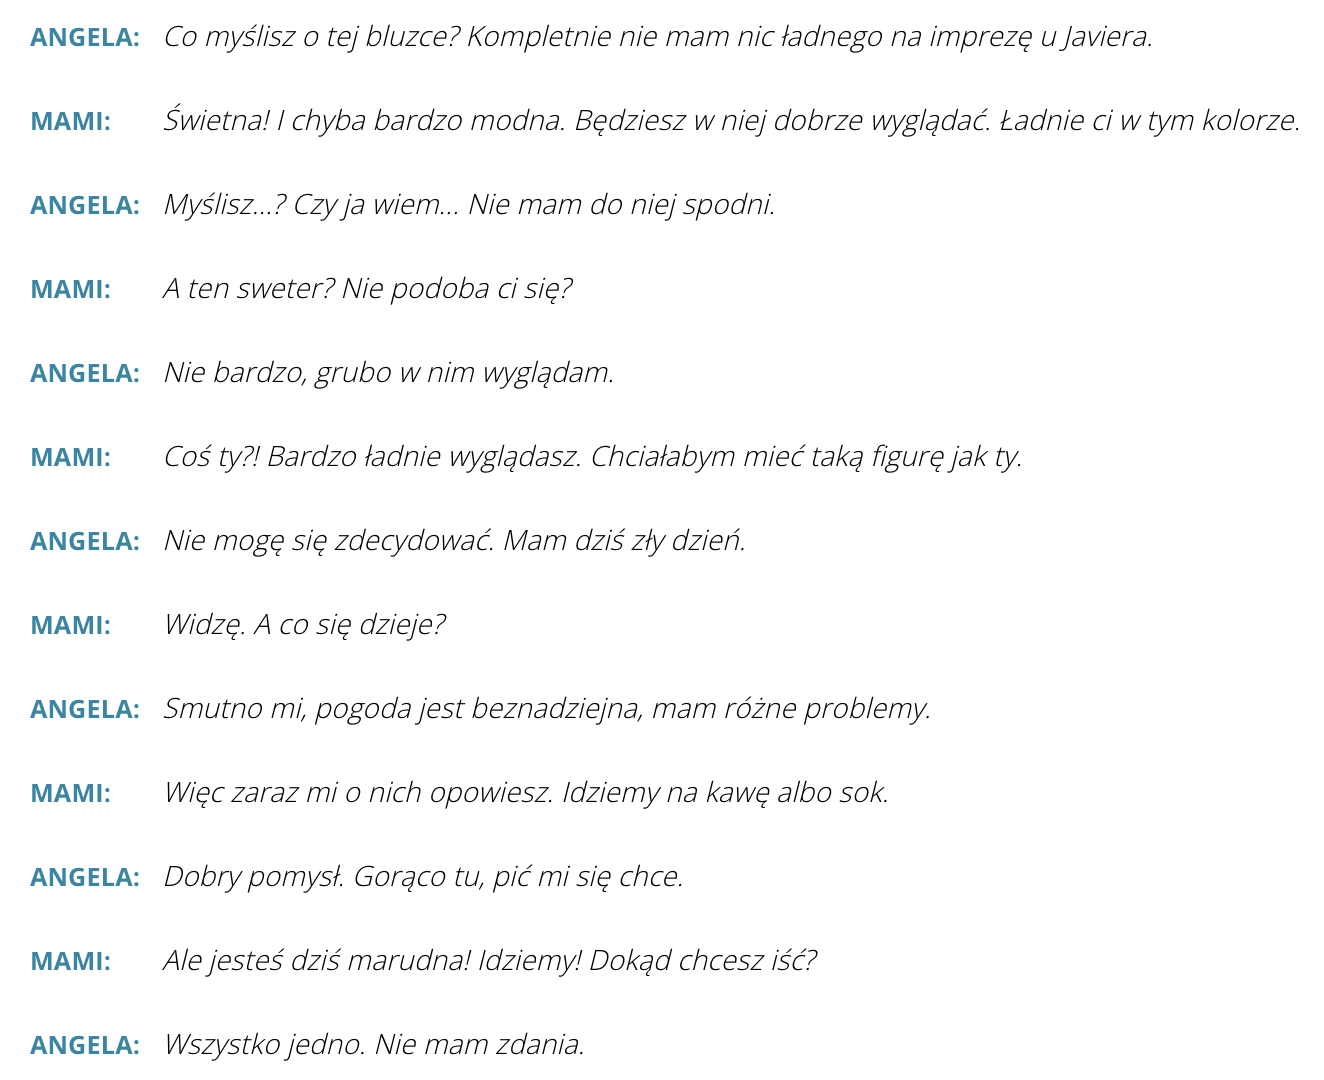 ANGELA: Co myślisz o tej bluzce? Kompletnie nie mam nic ładnego na imprezę u Javiera.
MAMI: Świetna! I chyba bardzo modna. Będziesz w niej dobrze wyglądać. Ładnie ci w tym kolorze.
ANGELA: Myślisz...? Czy ja wiem... Nie mam do niej spodni.
MAMI: A ten sweter? Nie podoba ci się?
ANGELA: Nie bardzo, grubo w nim wyglądam.
MAMI: Coś ty?! Bardzo ładnie wyglądasz. Chciałabym mieć taką figurę jak ty.
ANGELA: Nie mogę się zdecydować. Mam dziś zły dzień.
MAMI: Widzę. A co się dzieje?
ANGELA: Smutno mi, pogoda jest beznadziejna, mam różne problemy.
MAMI: Więc zaraz mi o nich opowiesz. Idziemy na kawę albo sok.
ANGELA: Dobry pomysł. Gorąco tu, pić mi się chce.
MAMI: Ale jesteś dziś marudna! Idziemy! Dokąd chcesz iść?
ANGELA: Wszystko jedno. Nie mam zdania.